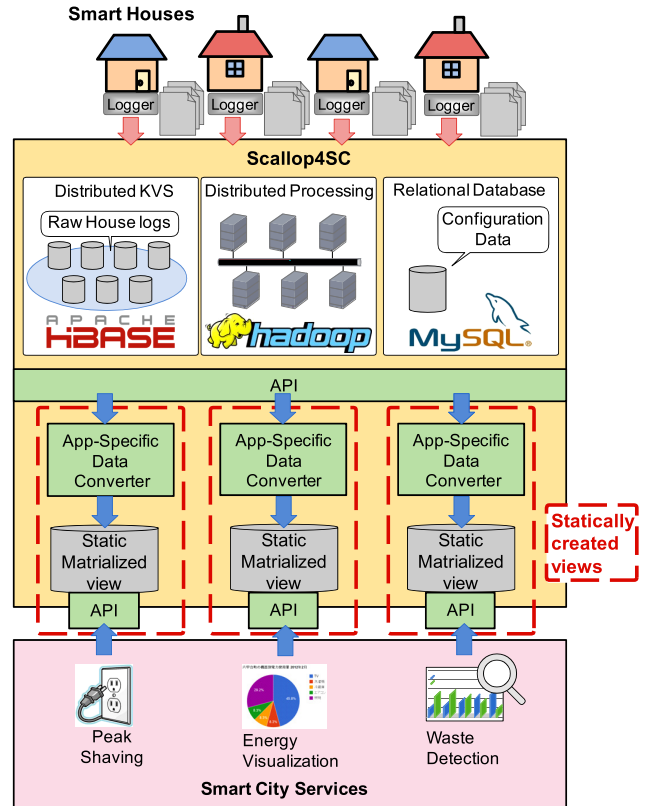 Smart Houses
Logger
Logger
Logger
Logger
Scallop4SC
Distributed KVS
Raw House logs
APACHE
HBASE
Distributed Processing
hadoop
Relational Database
Configuration
Data
MySQL®
API
App-Specific
Data
Converter
App-Specific
Data
Converter
App-Specific
Data
Converter
Static
Matrialized
view
Static
Matrialized
view
Static
Matrialized
view
API
API
API
Statically
created
views
Peak
Shaving
Energy
Visualization
Waste
Detection
Smart City Services